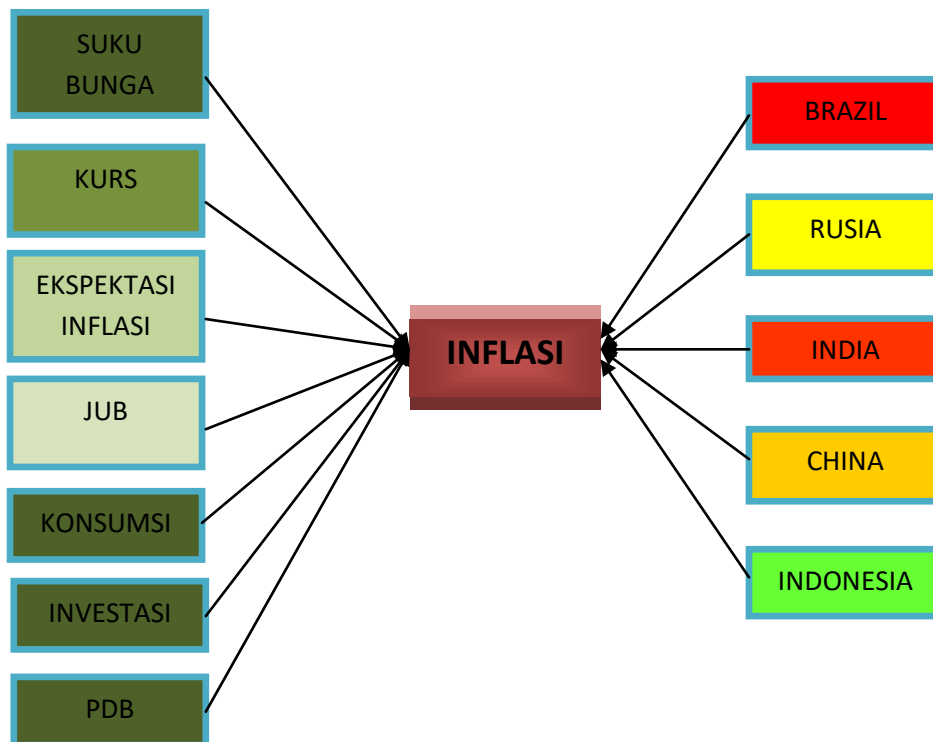 SUKU
BUNGA
KURS
EKSPEKTASI
INFLASI
JUB
KONSUMSI
INVESTASI
PDB
INFLASI
BRAZIL
RUSIA
INDIA
CHINA
INDONESIA